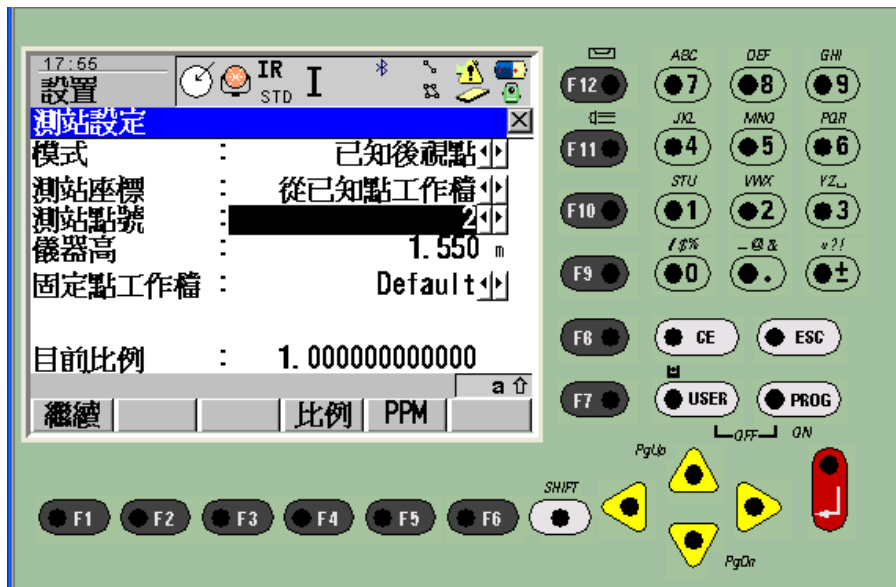 17:55
設置
IR
STD
I
測站設定
模式 : 已知後視點
測站座標 : 從已知點工作檔
測站點號 : 2
儀器高 : 1.550 m
固定點工作檔 : Default
目前比例 : 1.000000000000
a
繼續 比例 PPM
F12 ABC 7 DEF 8 GHI 9
F11 JKL 4 MNO 5 PQR 6
F10 STU 1 VWX 2 YZ 3
F9 /$% 0 _@& . *?! ±
F8 CE ESC
F7 USER PROG
OFF ON
PgUp
SHIFT
F1 F2 F3 F4 F5 F6
PgDn